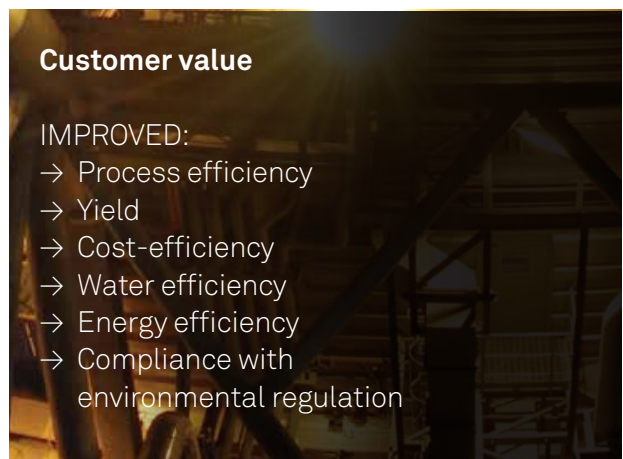 Customer value
IMPROVED:
→ Process efficiency
→ Yield
→ Cost-efficiency
→ Water efficiency
→ Energy efficiency
→ Compliance with
environmental regulation